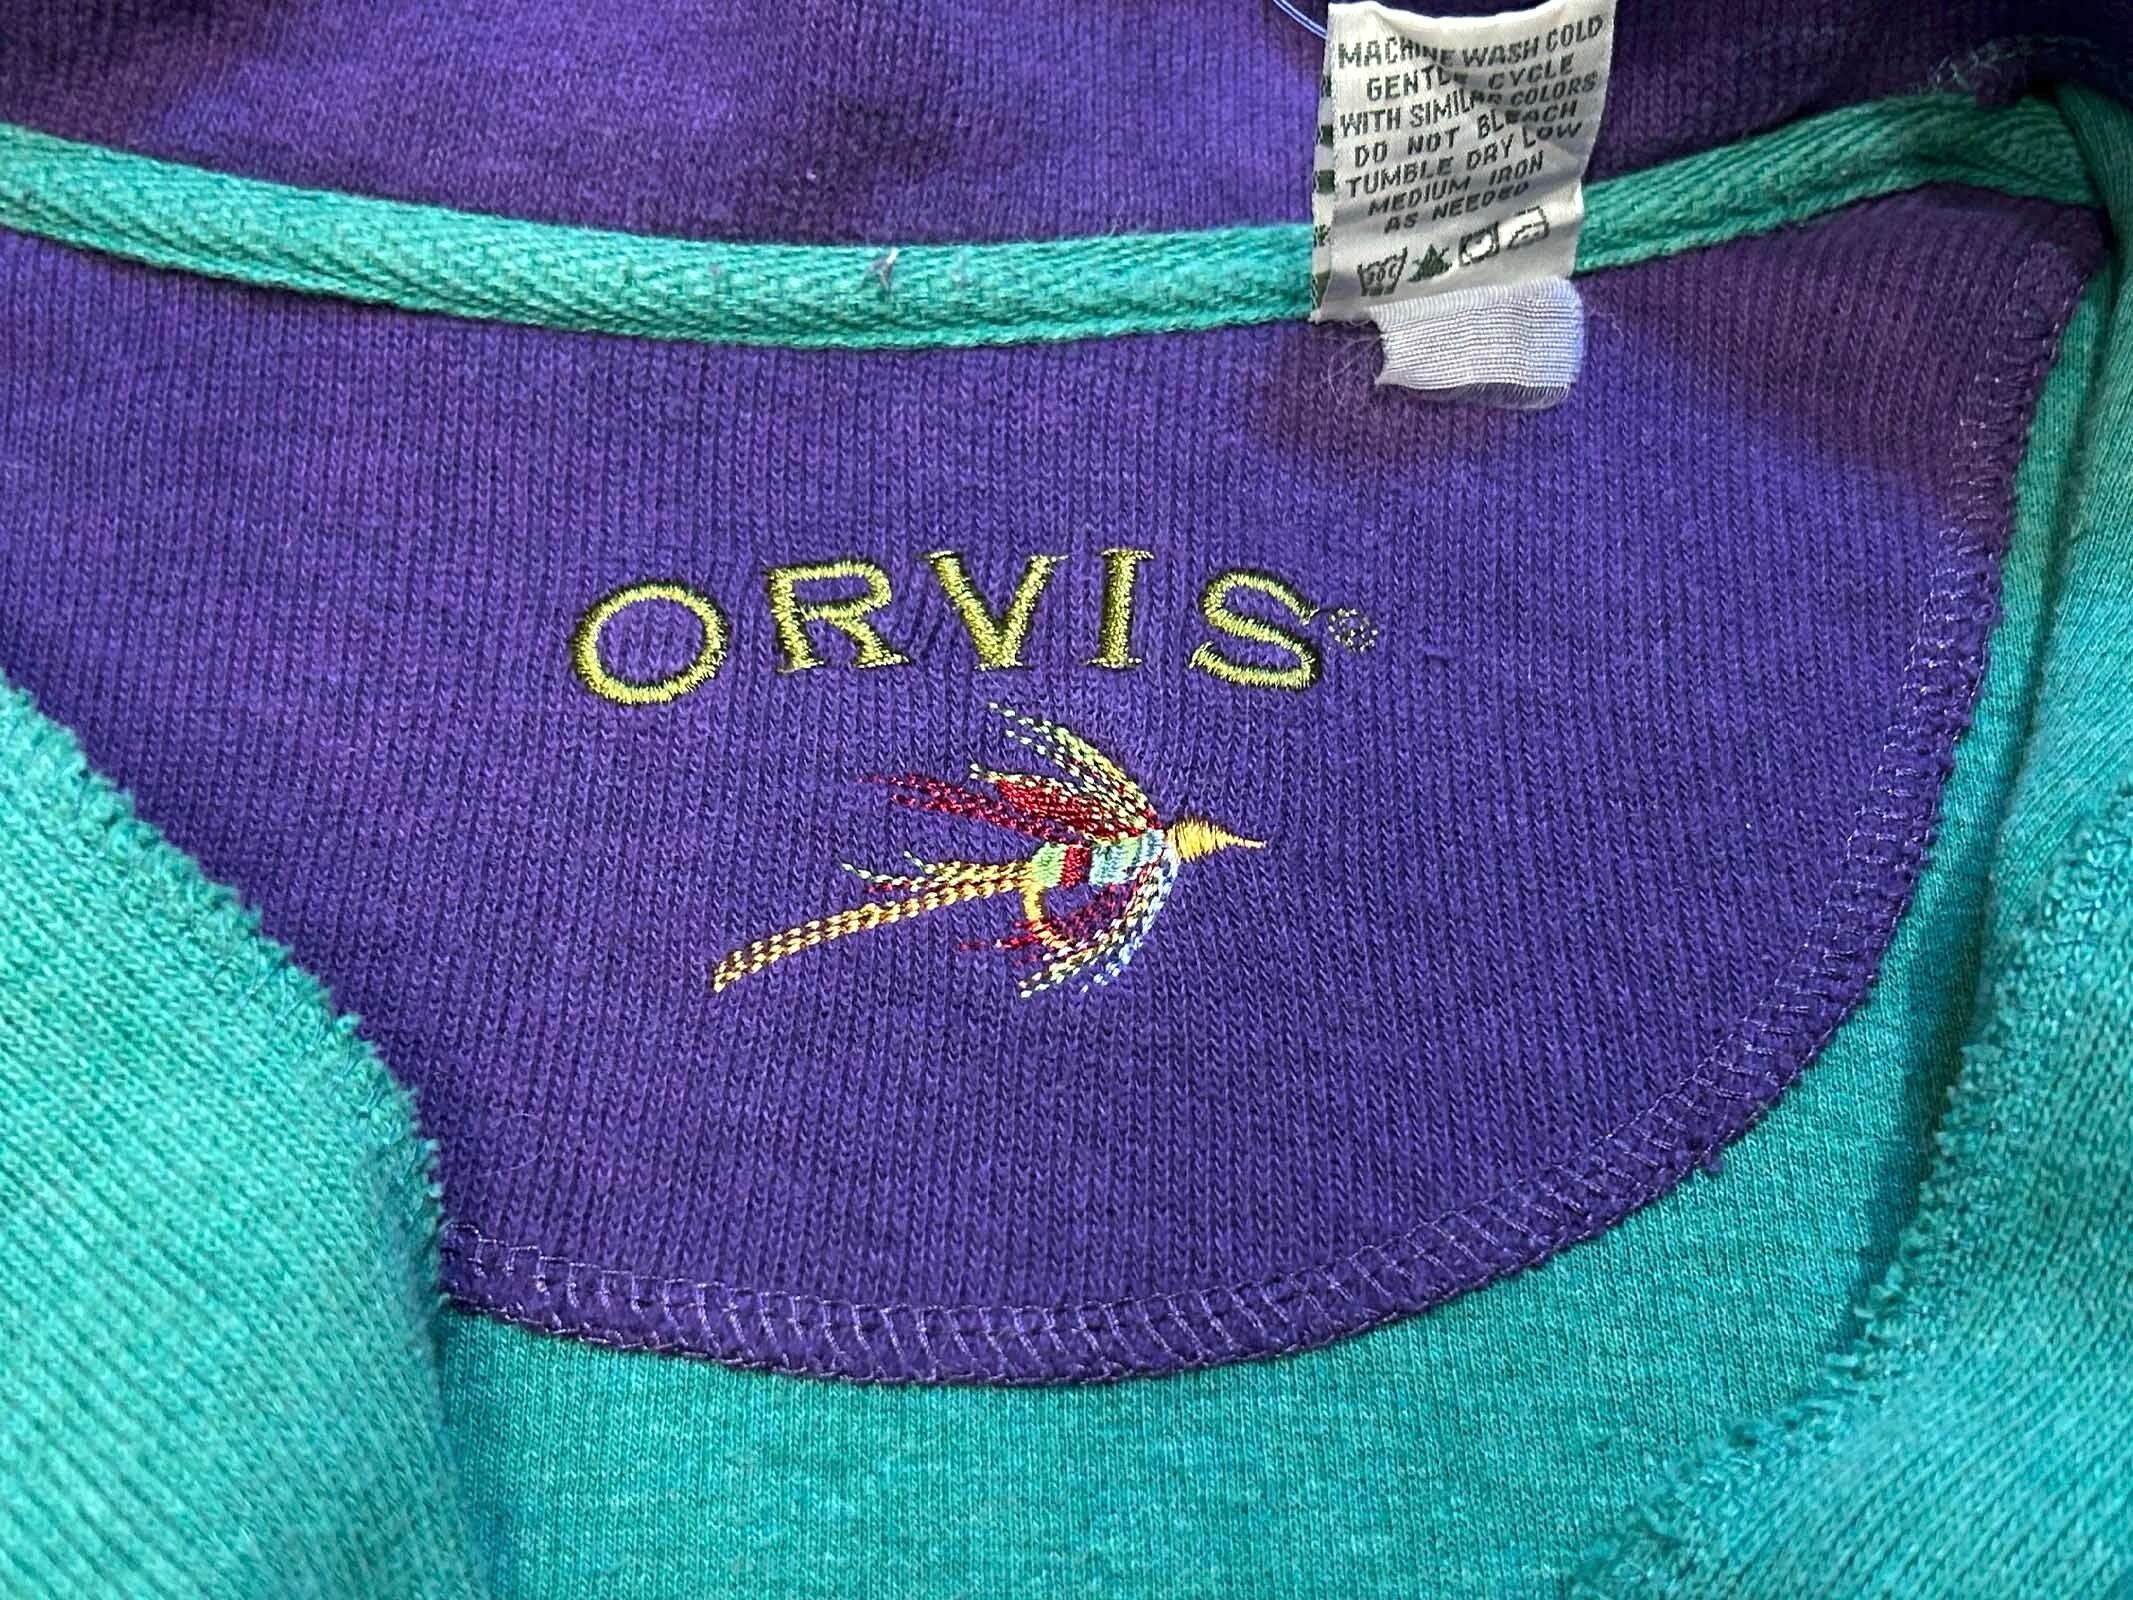 MACHINE WASH COLD
GENTLE CYCLE
WITH SIMILAR COLORS
DO NOT BLEACH
TUMBLE DRY LOW
MEDIUM IRON
AS NEEDED
ORVIS®